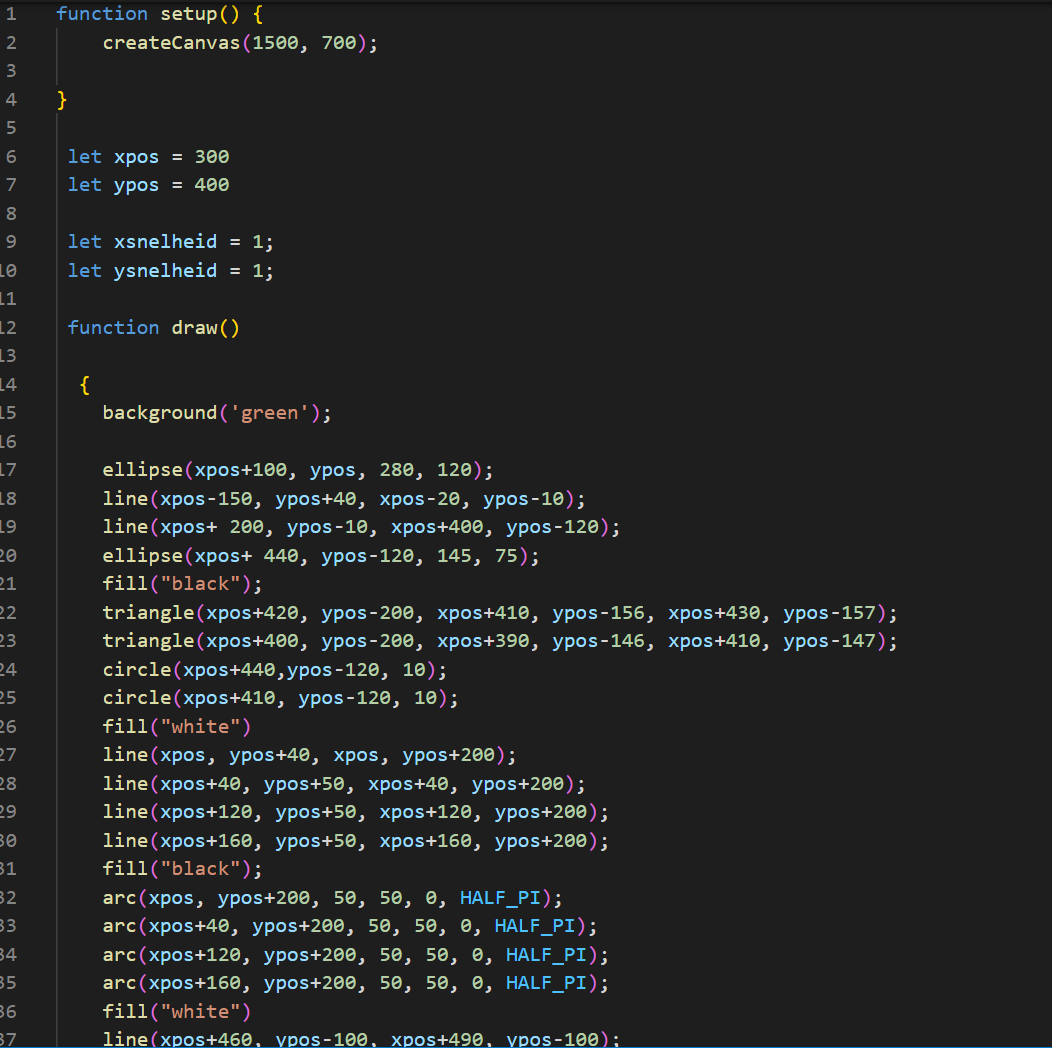 1 function setup() {
2 createCanvas(1500, 700);
3
4 }
5
6 let xpos = 300
7 let ypos = 400
8
9 let xsnelheid = 1;
10 let ysnelheid = 1;
11
12 function draw()
13
14 {
15 background('green');
16
17 ellipse(xpos+100, ypos, 280, 120);
18 line(xpos-150, ypos+40, xpos-20, ypos-10);
19 line(xpos+ 200, ypos-10, xpos+400, ypos-120);
20 ellipse(xpos+ 440, ypos-120, 145, 75);
21 fill("black");
22 triangle(xpos+420, ypos-200, xpos+410, ypos-156, xpos+430, ypos-157);
23 triangle(xpos+400, ypos-200, xpos+390, ypos-146, xpos+410, ypos-147);
24 circle(xpos+440,ypos-120, 10);
25 circle(xpos+410, ypos-120, 10);
26 fill("white")
27 line(xpos, ypos+40, xpos, ypos+200);
28 line(xpos+40, ypos+50, xpos+40, ypos+200);
29 line(xpos+120, ypos+50, xpos+120, ypos+200);
30 line(xpos+160, ypos+50, xpos+160, ypos+200);
31 fill("black");
32 arc(xpos, ypos+200, 50, 50, 0, HALF_PI);
33 arc(xpos+40, ypos+200, 50, 50, 0, HALF_PI);
34 arc(xpos+120, ypos+200, 50, 50, 0, HALF_PI);
35 arc(xpos+160, ypos+200, 50, 50, 0, HALF_PI);
36 fill("white")
37 line(xpos+460, ypos-100, xpos+490, ypos-100);